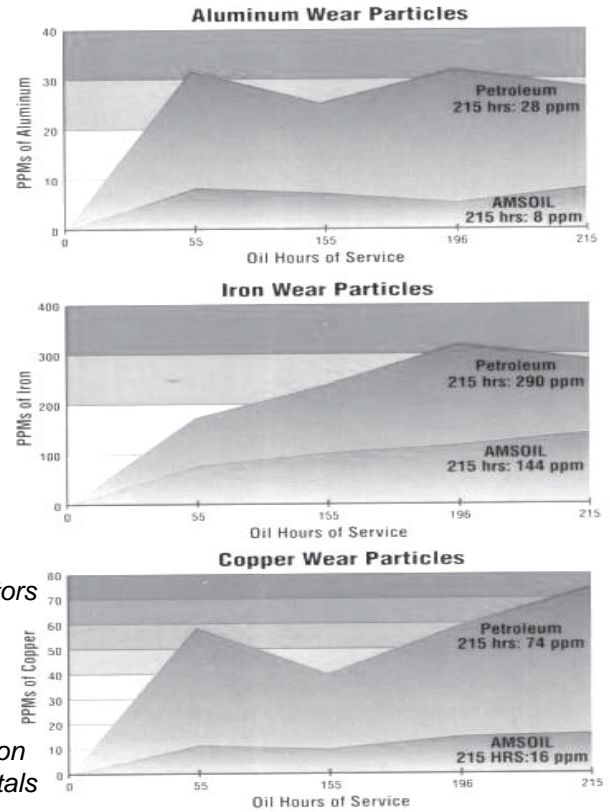 Aluminum Wear Particles
40
30
20
10
0
PPMs of Aluminum
Petroleum
215 hrs: 28 ppm
AMSOIL
215 hrs: 8 ppm
0 55 155 196 215
Oil Hours of Service
Iron Wear Particles
400
300
200
100
0
PPMs of Iron
Petroleum
215 hrs: 290 ppm
AMSOIL
215 hrs: 144 ppm
0 55 155 196 215
Oil Hours of Service
Copper Wear Particles
tors
on
tals
80
70
60
50
40
30
20
10
0
PPMs of Copper
Petroleum
215 hrs: 74 ppm
AMSOIL
215 HRS:16 ppm
0 55 155 196 215
Oil Hours of Service